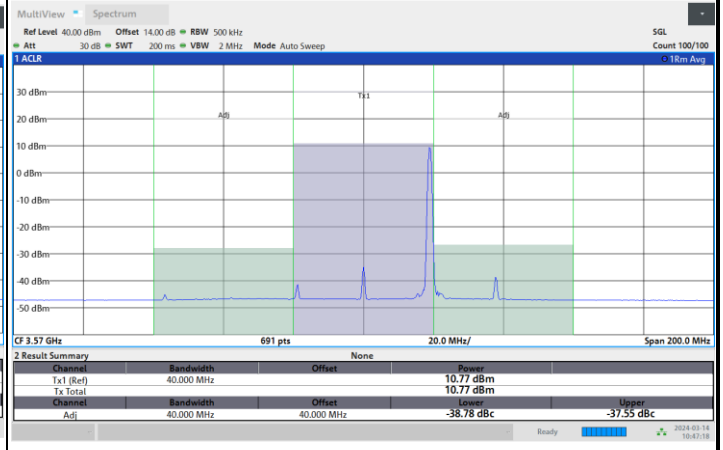 MultiView Spectrum
Ref Level 40.00 dBm Offset 14.00 dB RBW 500 kHz SGL
Att 30 dB SWT 200 ms VBW 2 MHz Mode Auto Sweep Count 100/100
1 ACLR 1Rm Avg
30 dBm
Tx1
20 dBm
Adj Adj
10 dBm
0 dBm
-10 dBm
-20 dBm
-30 dBm
-40 dBm
-50 dBm
CF 3.57 GHz 691 pts 20.0 MHz/ Span 200.0 MHz
2 Result Summary None
Channel Bandwidth Offset Power
Tx1 (Ref) 40.000 MHz 10.77 dBm
Tx Total 10.77 dBm
Channel Bandwidth Offset Lower Upper
Adj 40.000 MHz 40.000 MHz -38.78 dBc -37.55 dBc
Ready 2024-03-14
10:47:18